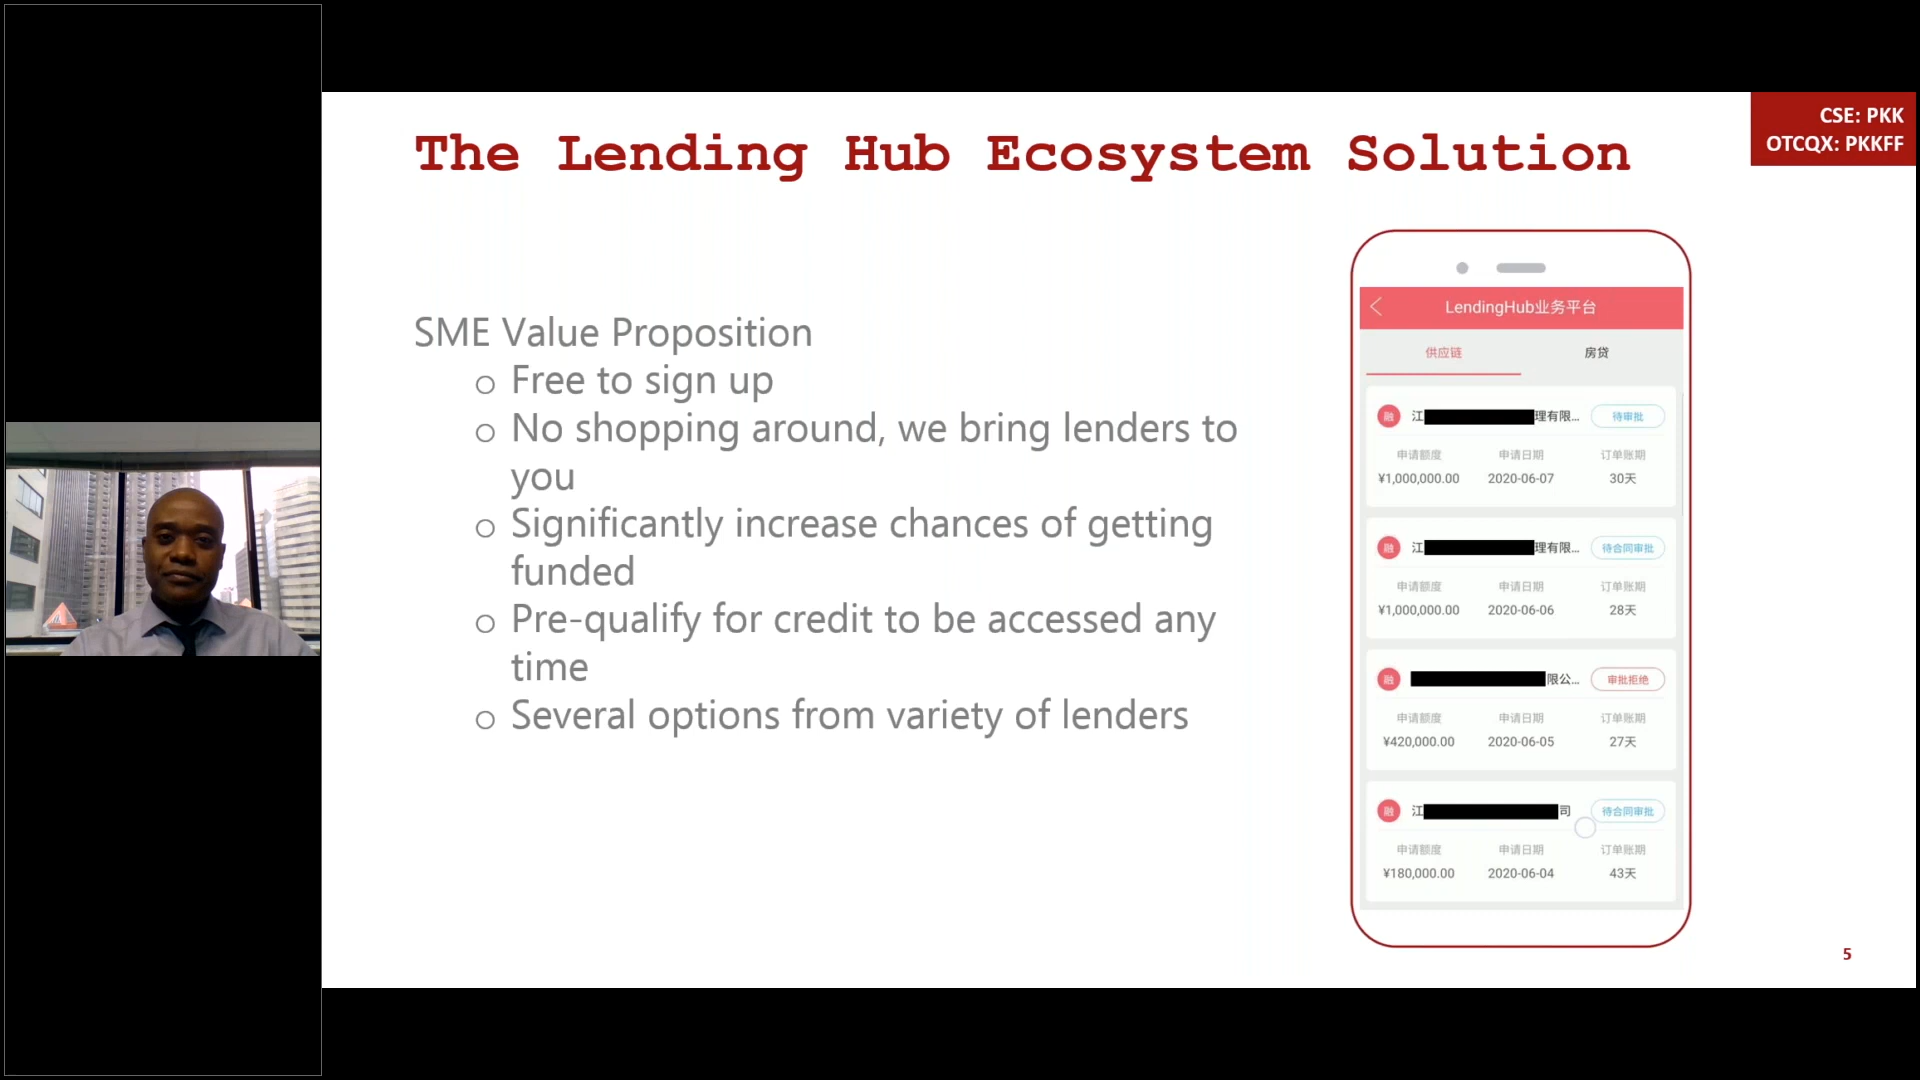 The Lending Hub Ecosystem Solution
CSE: PKK
OTCQX: PKKFF
SME Value Proposition
o Free to sign up
o No shopping around, we bring lenders to
you
o Significantly increase chances of getting
funded
o Pre-qualify for credit to be accessed any
time
o Several options from variety of lenders
LendingHub业务平台
供应链 房贷
融 江 理有限... 待审批
申请额度 申请日期 订单账期
¥1,000,000.00 2020-06-07 30天
融 江 理有限... 待合同审批
申请额度 申请日期 订单账期
¥1,000,000.00 2020-06-06 28天
融 限公... 审批拒绝
申请额度 申请日期 订单账期
¥420,000.00 2020-06-05 27天
融 江 司 待合同审批
申请额度 申请日期 订单账期
¥180,000.00 2020-06-04 43天
5